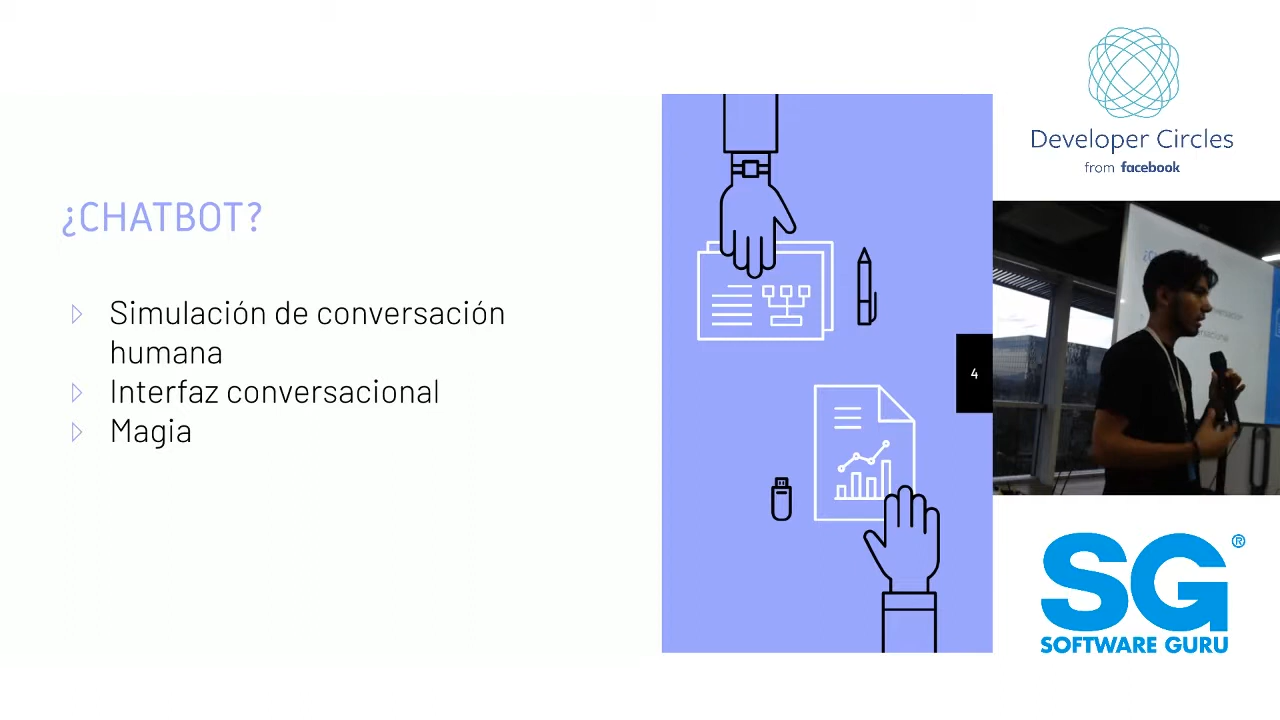 ¿CHATBOT?
Simulación de conversación
humana
Interfaz conversacional
Magia
4
Developer Circles
from facebook
SG®
SOFTWARE GURU